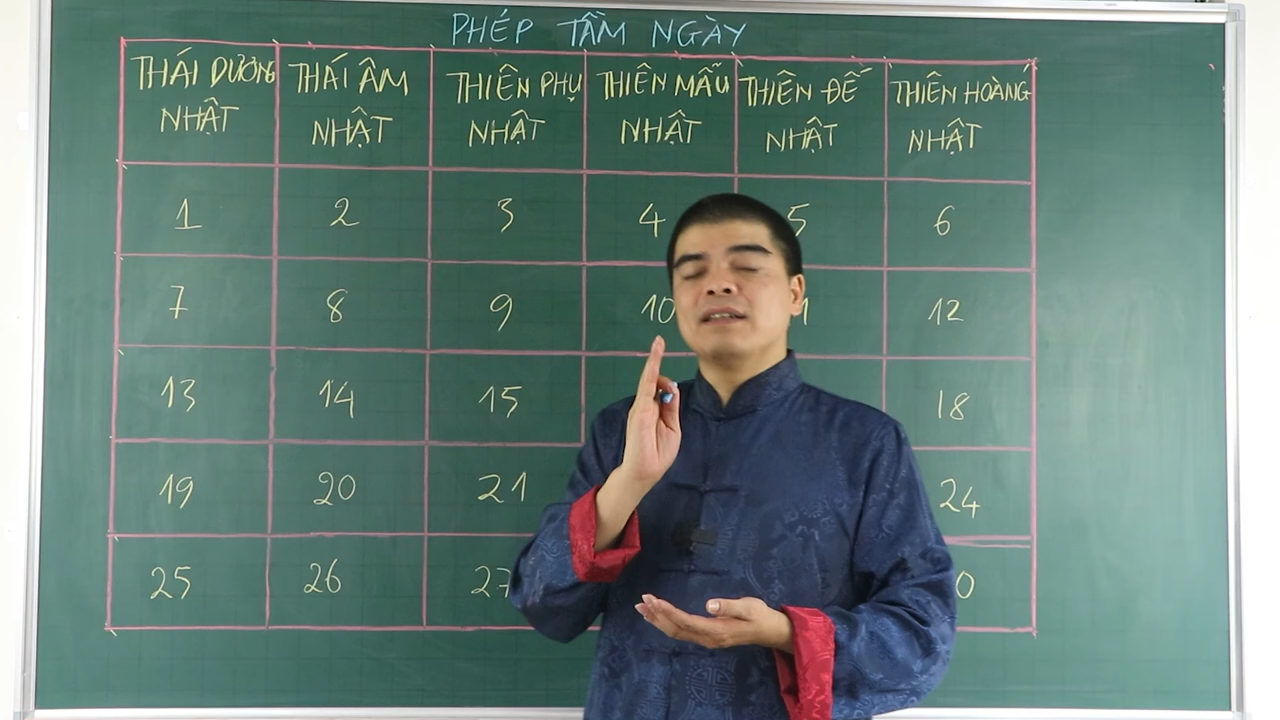 PHÉP TẦM NGÀY
THÁI DƯƠNG NHẬT THÁI ÂM NHẬT THIÊN PHỤ NHẬT THIÊN MẪU NHẬT THIÊN ĐẾ NHẬT THIÊN HOÀNG NHẬT
1 2 3 4 5 6
7 8 9 10 12
13 14 15 18
19 20 21 24
25 26 27